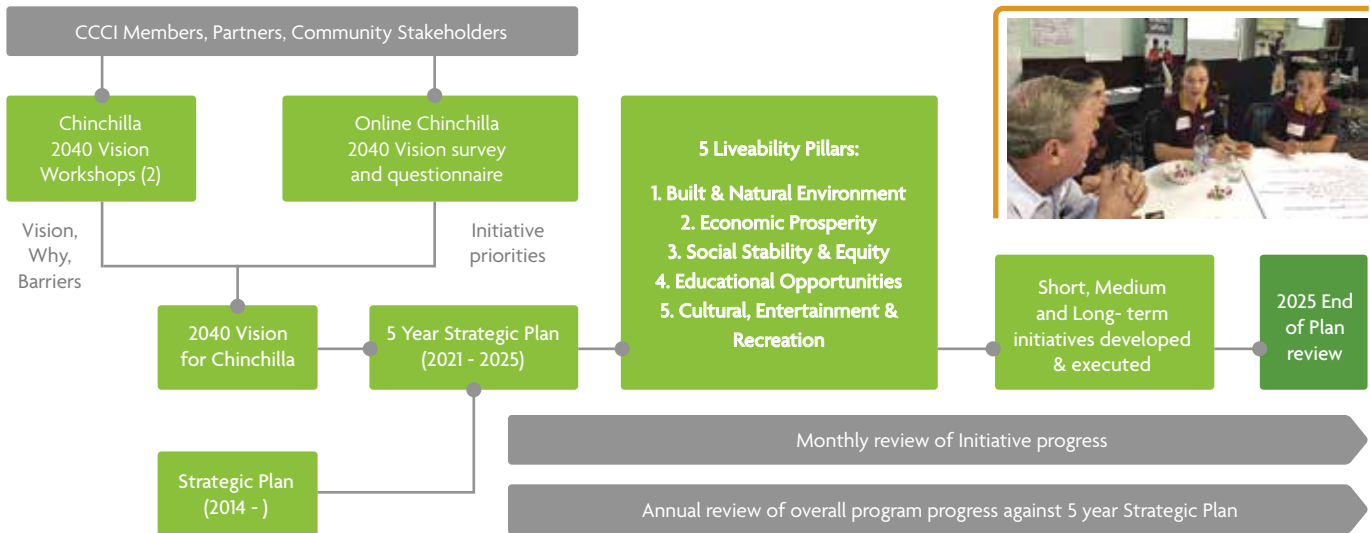 CCCI Members, Partners, Community Stakeholders
Chinchilla
2040 Vision
Workshops (2)
Online Chinchilla
2040 Vision survey
and questionnaire
Vision,
Why,
Barriers
Initiative
priorities
2040 Vision
for Chinchilla
5 Year Strategic Plan
(2021 - 2025)
Strategic Plan
(2014 - )
5 Liveability Pillars:
1. Built & Natural Environment
2. Economic Prosperity
3. Social Stability & Equity
4. Educational Opportunities
5. Cultural, Entertainment &
Recreation
Short, Medium
and Long- term
initiatives developed
& executed
2025 End
of Plan
review
Monthly review of Initiative progress
Annual review of overall program progress against 5 year Strategic Plan